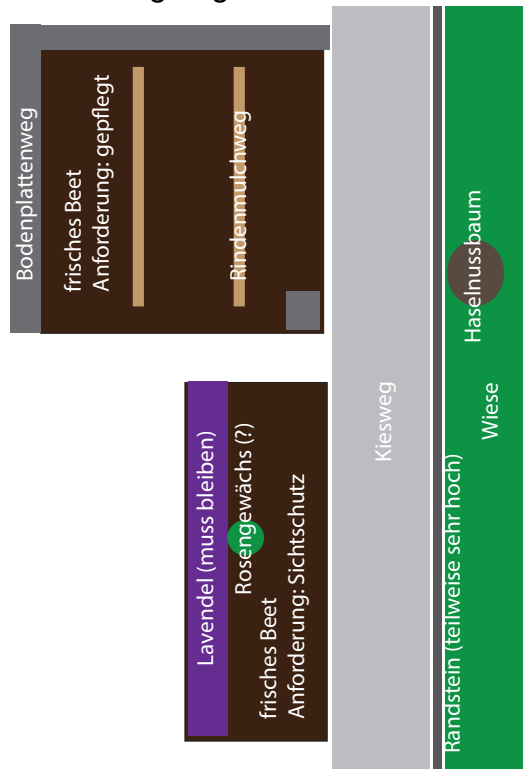 Bodenplattenweg
frisches Beet
Anforderung: gepflegt
Rindenmulchweg
Lavendel (muss bleiben)
Rosengewächs (?)
frisches Beet
Anforderung: Sichtschutz
Kiesweg
Randstein (teilweise sehr hoch)
Haselnussbaum
Wiese